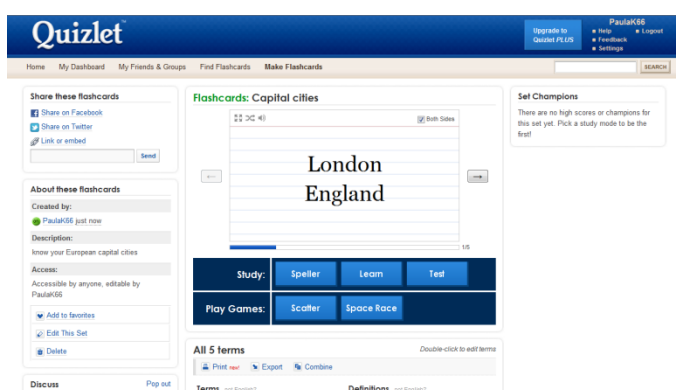 Quizlet
Upgrade to
Quizlet PLUS
PaulaK66
Help
Logout
Feedback
Settings
Home
My Dashboard
My Friends & Groups
Find Flashcards
Make Flashcards
SEARCH
Share these flashcards
Share on Facebook
Share on Twitter
Link or embed
Send
About these flashcards
Created by:
PaulaK66 just now
Description:
know your European capital cities
Access:
Accessible by anyone, editable by
PaulaK66
Add to favorites
Edit This Set
Delete
Discuss
Pop out
Flashcards: Capital cities
Both Sides
London
England
1/5
Study:
Speller
Learn
Test
Play Games:
Scatter
Space Race
All 5 terms
Double-click to edit terms
Print new!
Export
Combine
Terms not English?
Definitions not English?
Set Champions
There are no high scores or champions for
this set yet. Pick a study mode to be the
first!